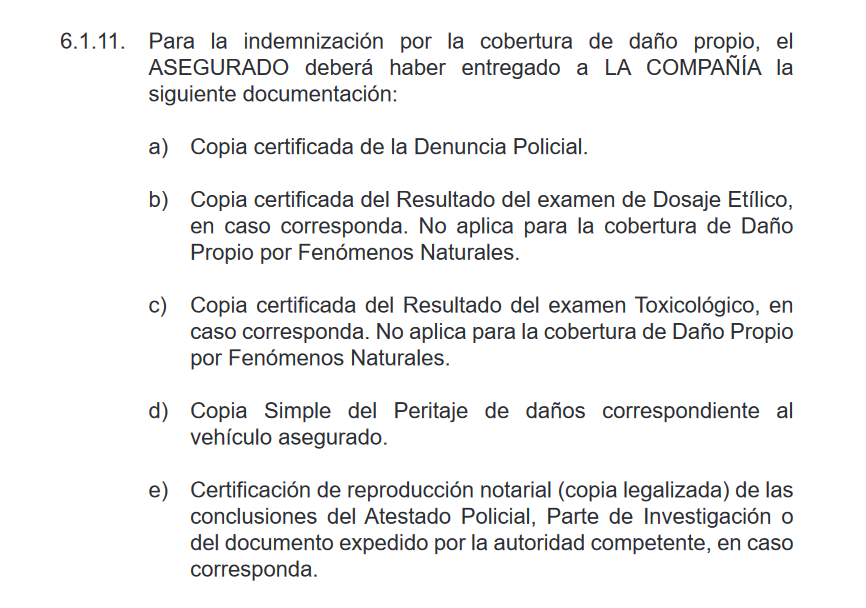 6.1.11. Para la indemnización por la cobertura de daño propio, el
ASEGURADO deberá haber entregado a LA COMPAÑÍA la
siguiente documentación:
a) Copia certificada de la Denuncia Policial.
b) Copia certificada del Resultado del examen de Dosaje Etílico,
en caso corresponda. No aplica para la cobertura de Daño
Propio por Fenómenos Naturales.
c) Copia certificada del Resultado del examen Toxicológico, en
caso corresponda. No aplica para la cobertura de Daño Propio
por Fenómenos Naturales.
d) Copia Simple del Peritaje de daños correspondiente al
vehículo asegurado.
e) Certificación de reproducción notarial (copia legalizada) de las
conclusiones del Atestado Policial, Parte de Investigación o
del documento expedido por la autoridad competente, en caso
corresponda.